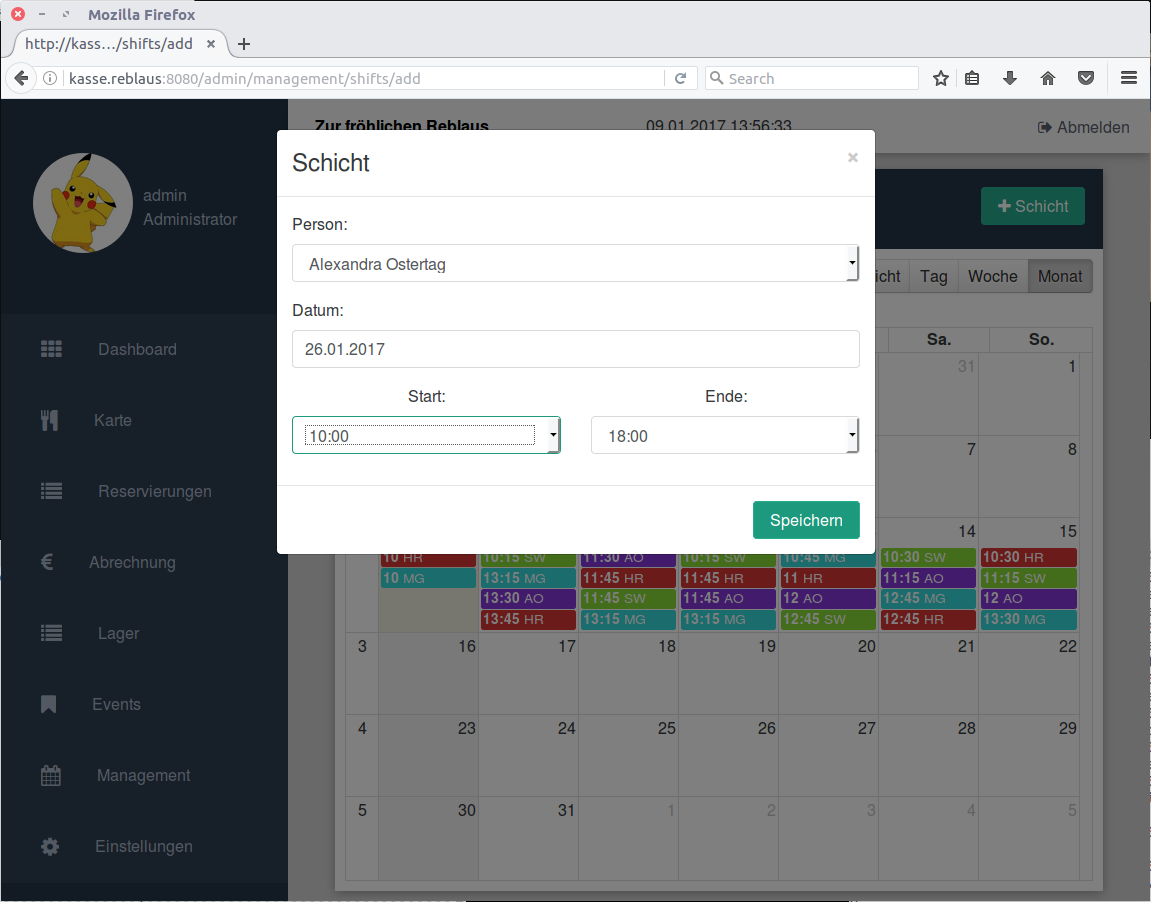 Mozilla Firefox
http://kass…/shifts/add
kasse.reblaus:8080/admin/management/shifts/add
Search
Zur fröhlichen Reblaus
09.01.2017 13:56:33
Abmelden
admin
Administrator
Schicht
×
Schicht
Person:
Alexandra Ostertag
Datum:
26.01.2017
Start: Ende:
10:00 18:00
Speichern
icht Tag Woche Monat
Dashboard
Karte
Reservierungen
Abrechnung
Lager
Events
Management
Einstellungen
Sa. So.
31 1
7 8
14 15
10 HR 10:15 SW 11:30 AO 10:15 SW 10:45 MG 10:30 SW 10:30 HR
10 MG 13:15 MG 11:45 HR 11:45 HR 11 HR 11:15 AO 11:15 SW
13:30 AO 11:45 SW 11:45 AO 12 AO 12:45 MG 12 AO
13:45 HR 13:15 MG 13:15 MG 12:45 SW 12:45 HR 13:30 MG
3 16 17 18 19 20 21 22
4 23 24 25 26 27 28 29
5 30 31 1 2 3 4 5